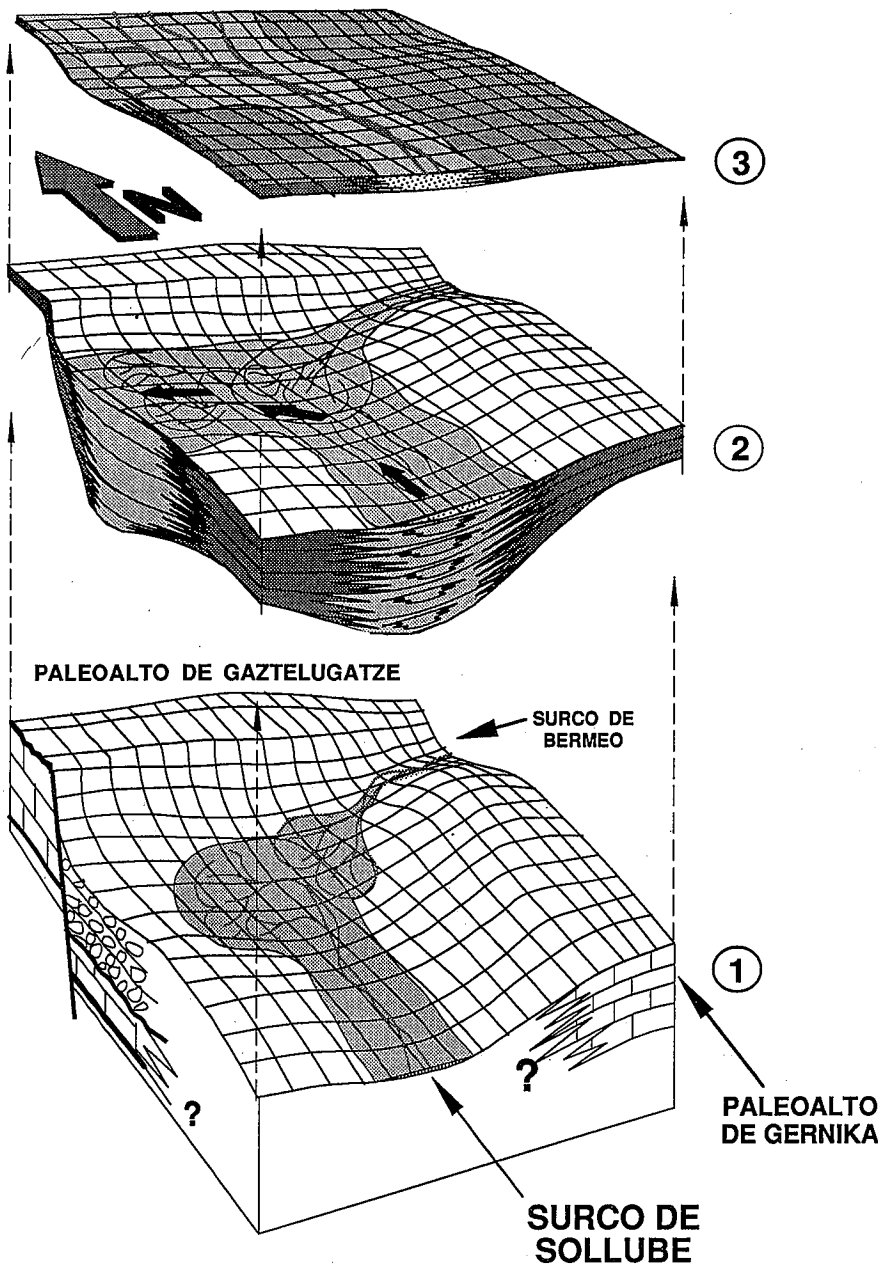 3
N
2
PALEOALTO DE GAZTELUGATZE
SURCO DE
BERMEO
1
?
?
PALEOALTO
DE GERNIKA
SURCO DE
SOLLUBE